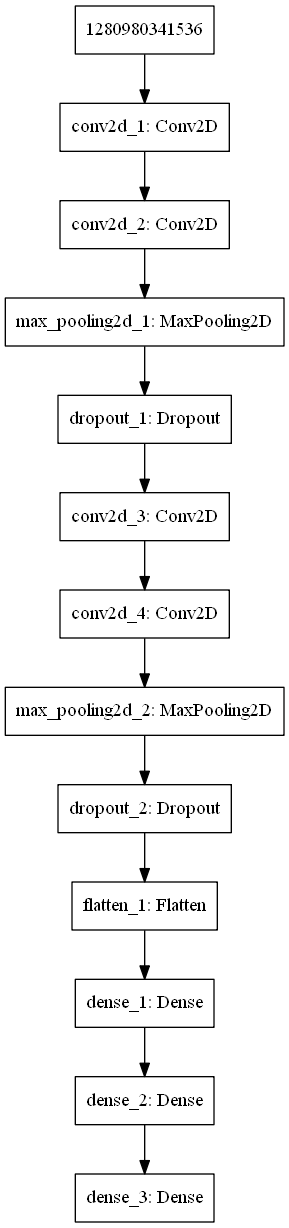 1280980341536
conv2d_1: Conv2D
conv2d_2: Conv2D
max_pooling2d_1: MaxPooling2D
dropout_1: Dropout
conv2d_3: Conv2D
conv2d_4: Conv2D
max_pooling2d_2: MaxPooling2D
dropout_2: Dropout
flatten_1: Flatten
dense_1: Dense
dense_2: Dense
dense_3: Dense